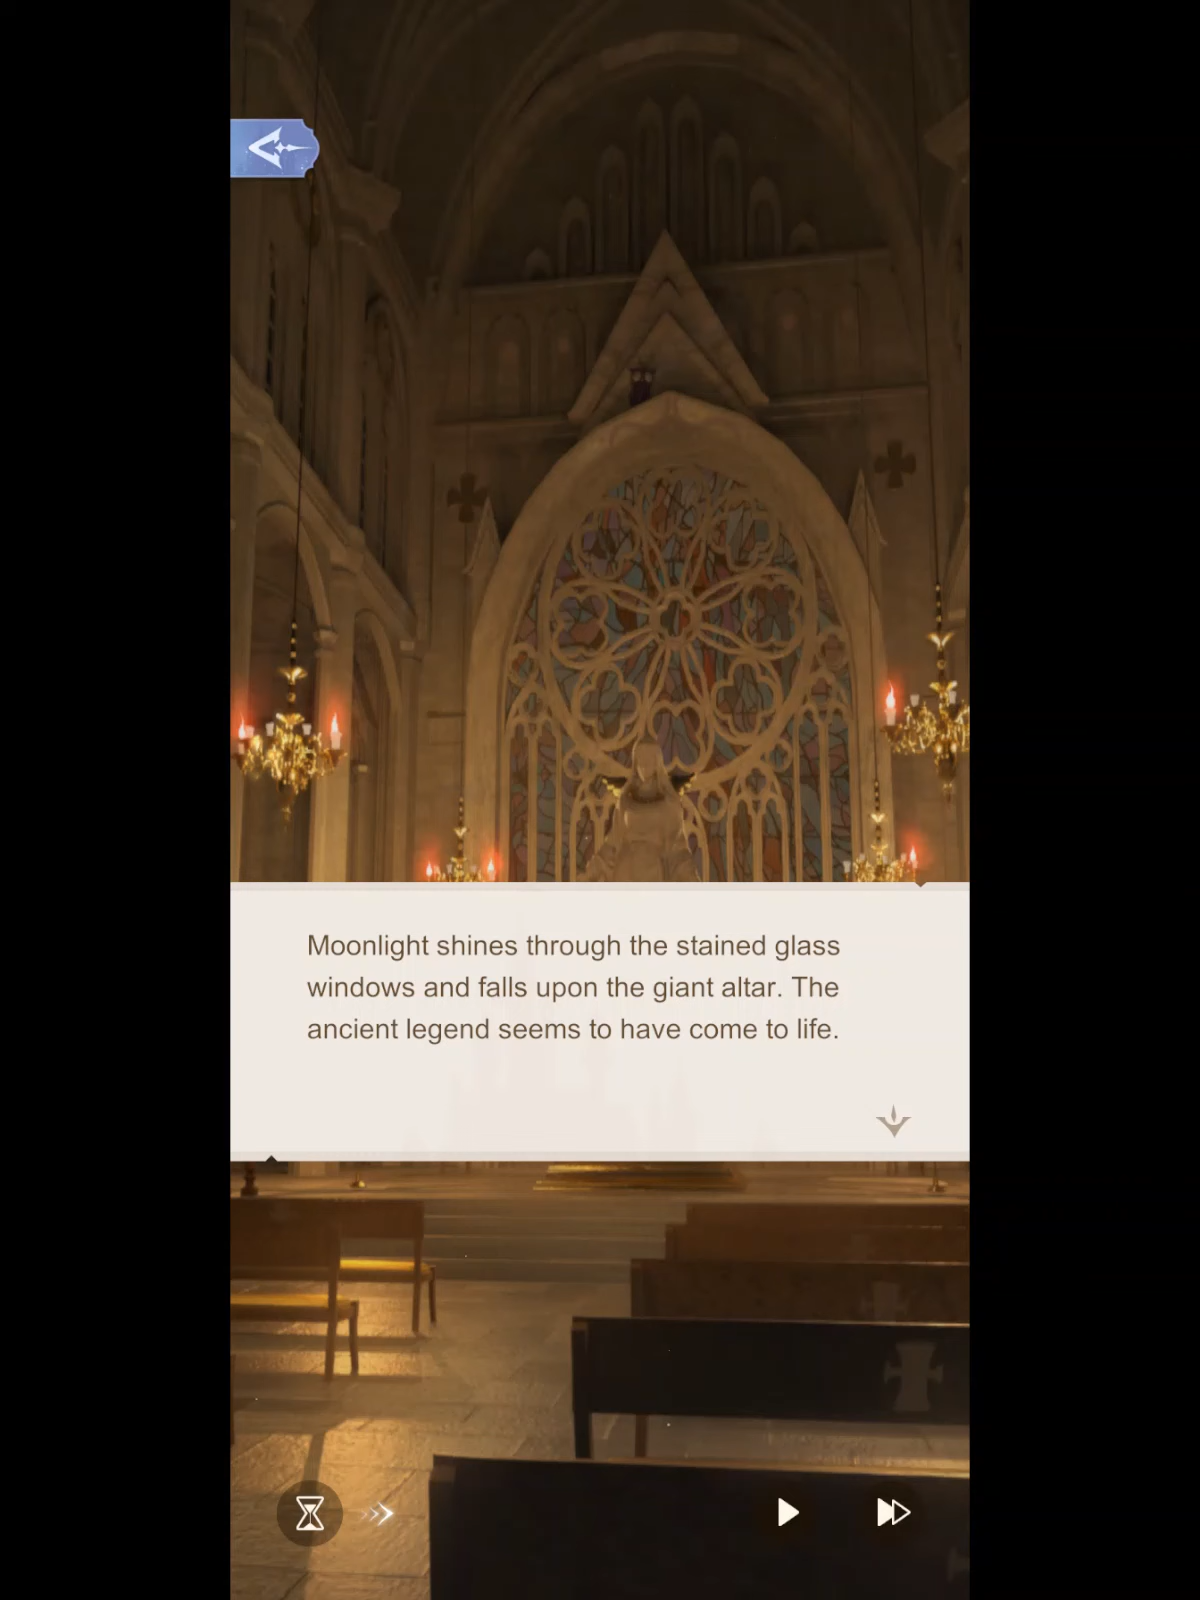 Moonlight shines through the stained glass
windows and falls upon the giant altar. The
ancient legend seems to have come to life.